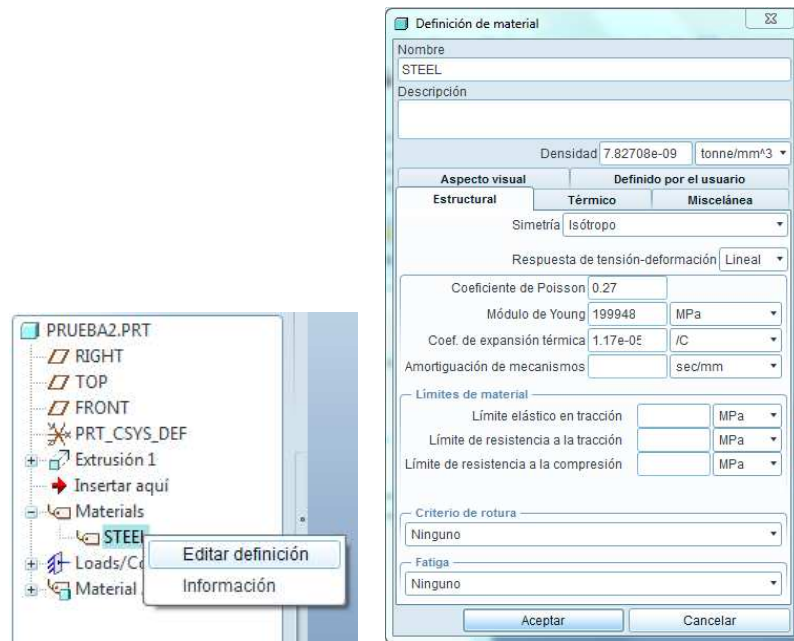 PRUEBA2.PRT
RIGHT
TOP
FRONT
PRT_CSYS_DEF
Extrusión 1
Insertar aquí
Materials
STEEL
Editar definición
Loads/Co
Información
Material
Definición de material
Nombre
STEEL
Descripción
Densidad 7.82708e-09 tonne/mm^3
Aspecto visual Definido por el usuario
Estructural Térmico Miscelánea
Simetría Isótropo
Respuesta de tensión-deformación Lineal
Coeficiente de Poisson 0.27
Módulo de Young 199948 MPa
Coef. de expansión térmica 1.17e-05 /C
Amortiguación de mecanismos sec/mm
Límites de material
Límite elástico en tracción MPa
Límite de resistencia a la tracción MPa
Límite de resistencia a la compresión MPa
Criterio de rotura
Ninguno
Fatiga
Ninguno
Aceptar Cancelar